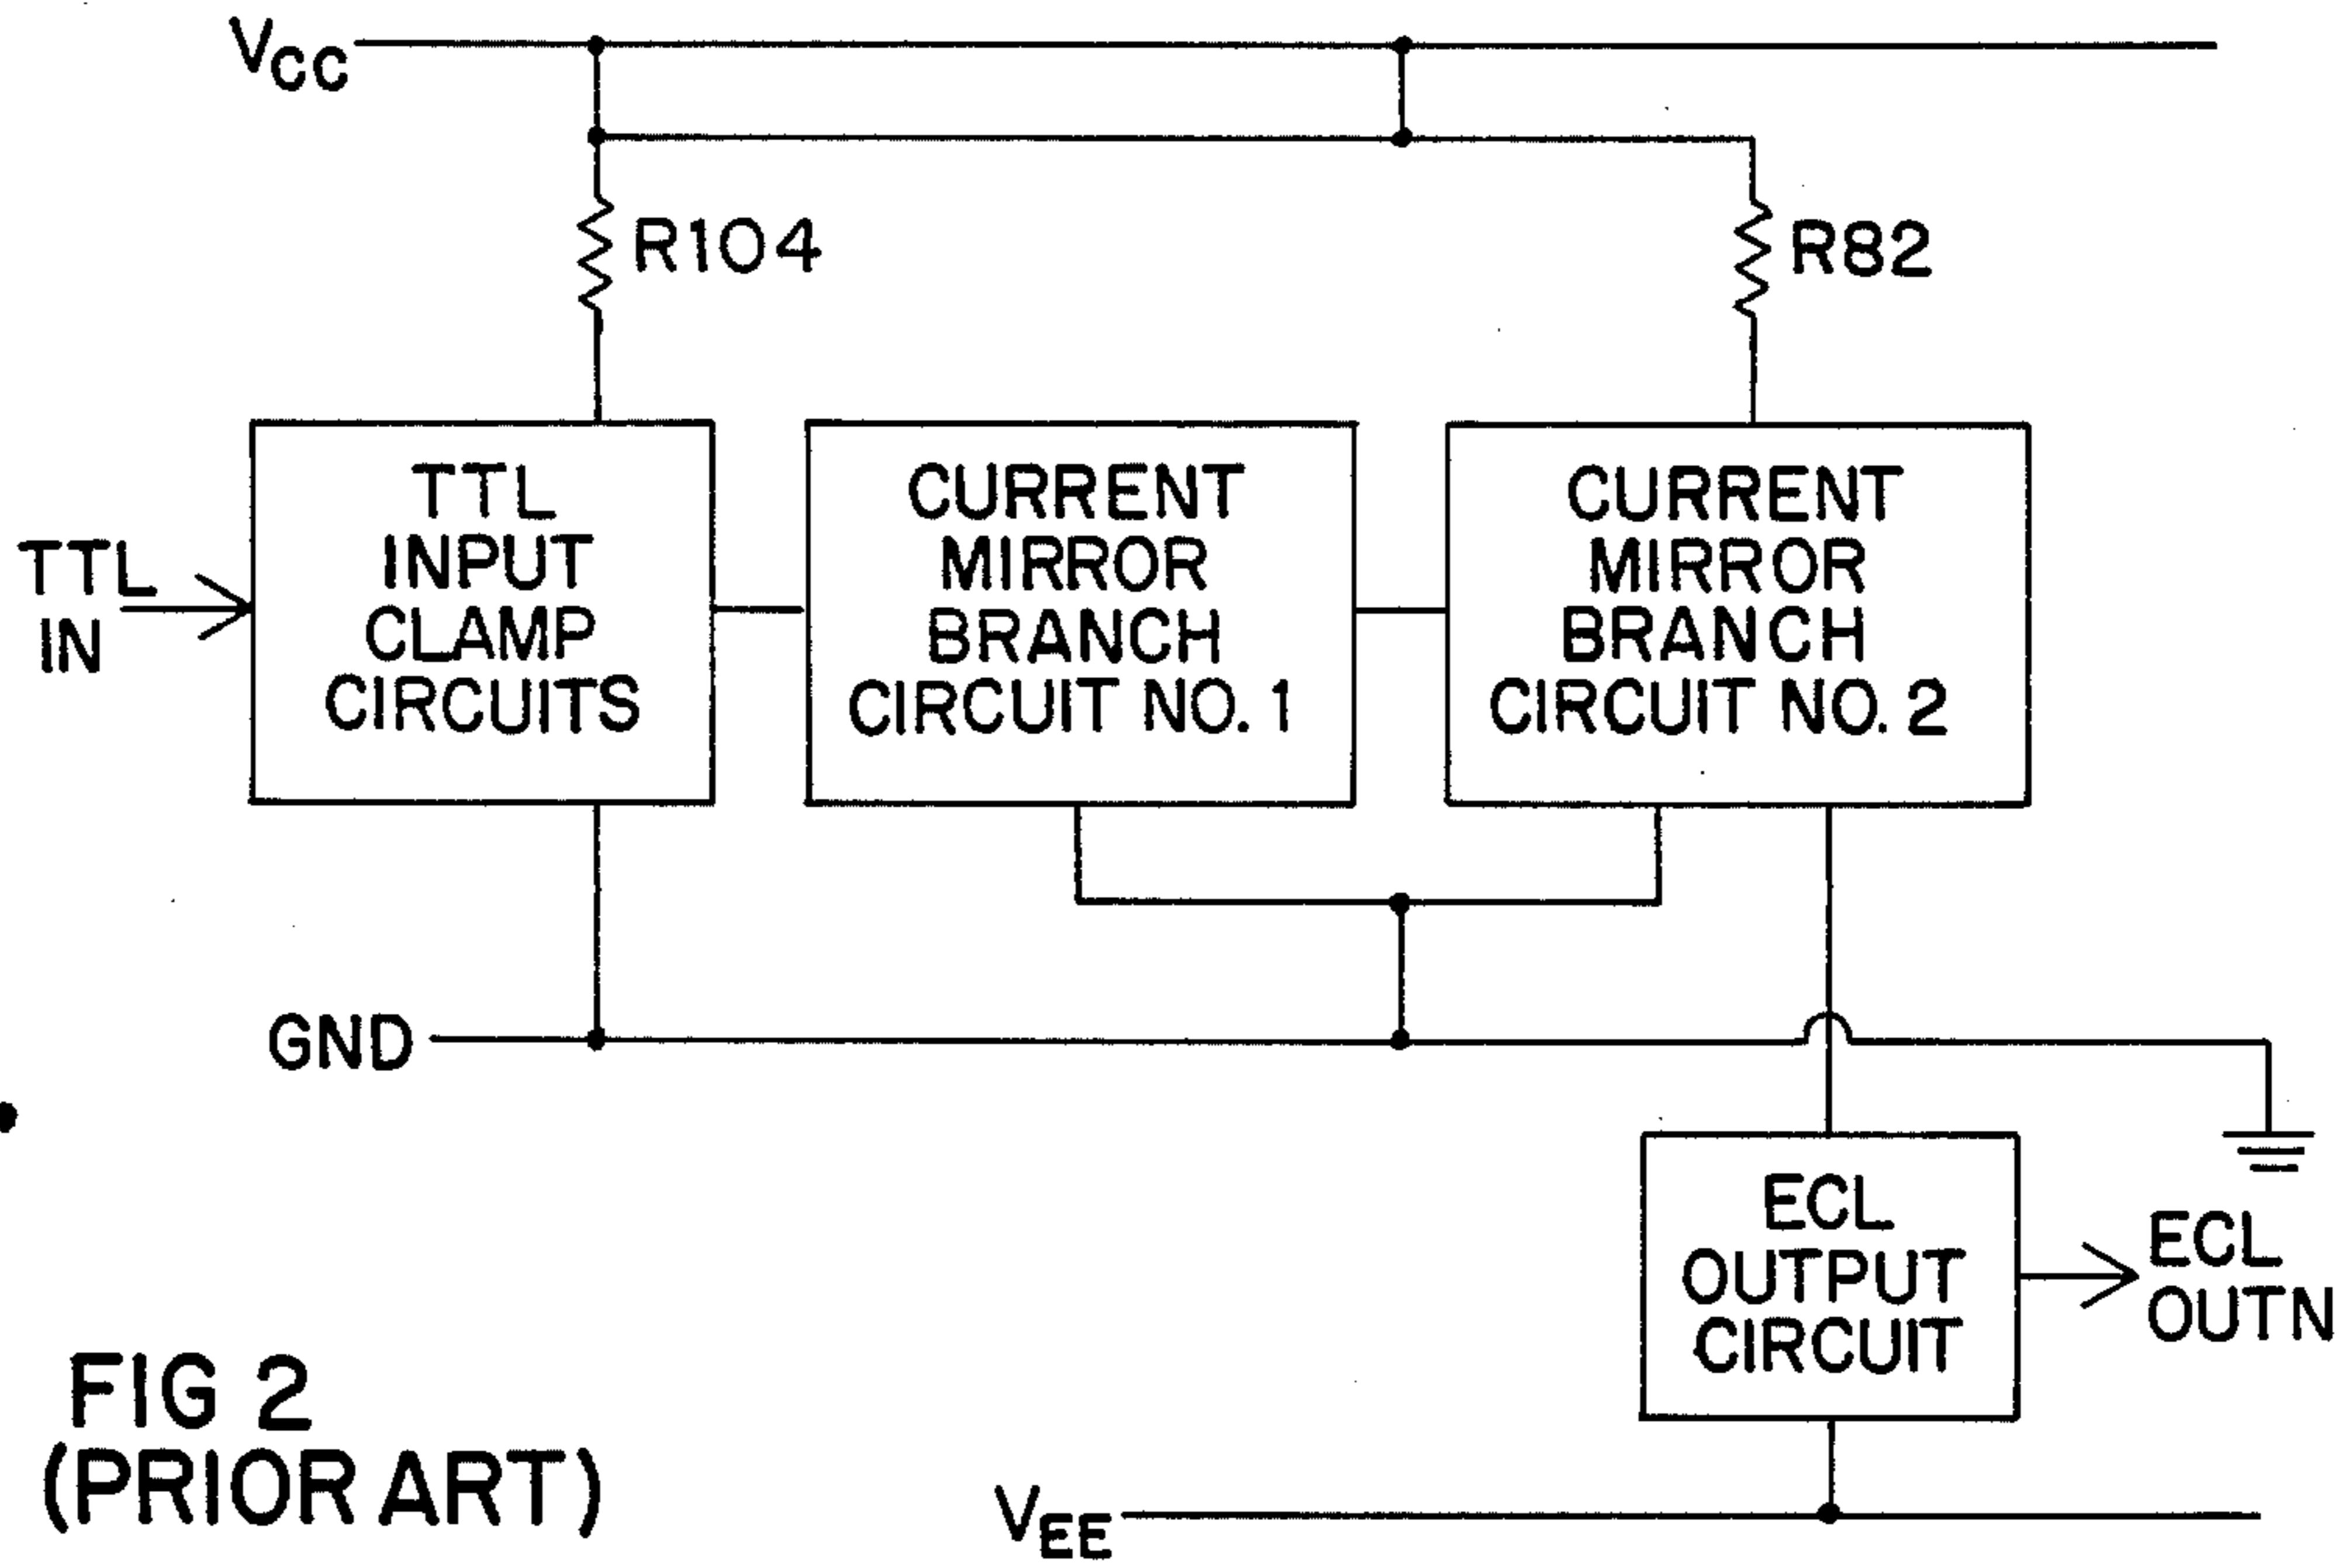 VCC
R104
R82
TTL
IN
TTL
INPUT
CLAMP
CIRCUITS
CURRENT
MIRROR
BRANCH
CIRCUIT NO. 1
CURRENT
MIRROR
BRANCH
CIRCUIT NO. 2
GND
ECL
OUTPUT
CIRCUIT
ECL
OUTN
VEE
FIG 2
(PRIOR ART)